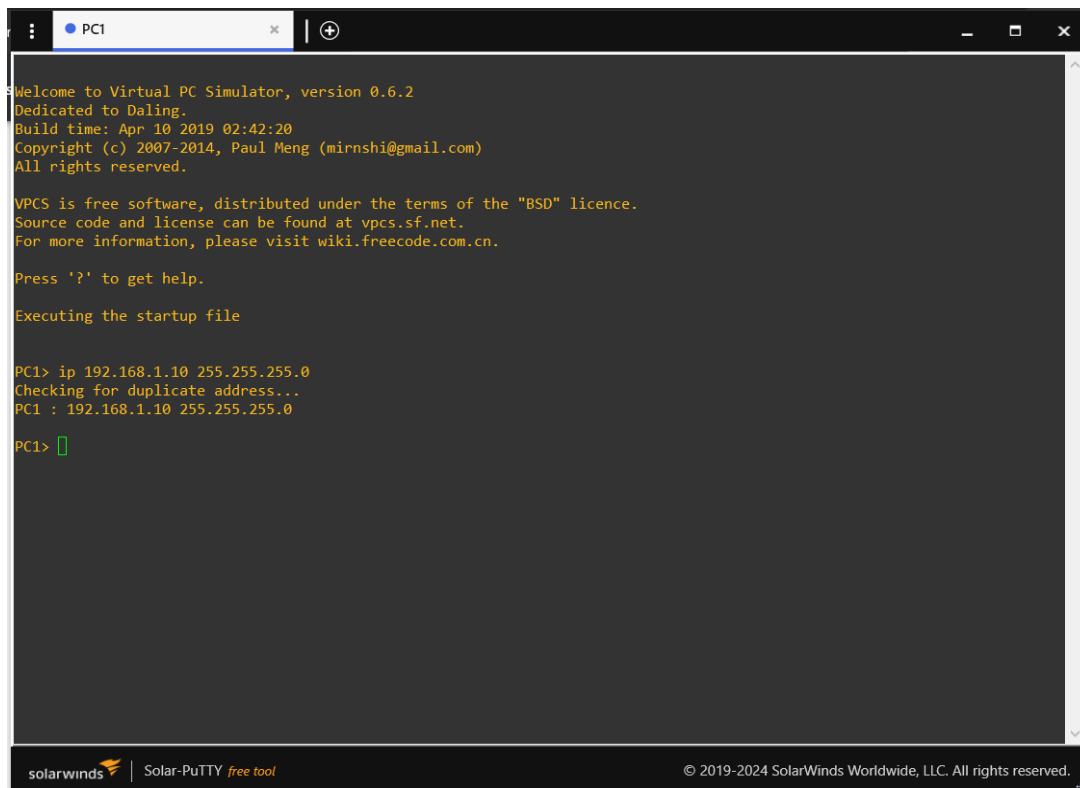 PC1
Welcome to Virtual PC Simulator, version 0.6.2
Dedicated to Daling.
Build time: Apr 10 2019 02:42:20
Copyright (c) 2007-2014, Paul Meng (mirnshi@gmail.com)
All rights reserved.
VPCS is free software, distributed under the terms of the "BSD" licence.
Source code and license can be found at vpcs.sf.net.
For more information, please visit wiki.freecode.com.cn.
Press '?' to get help.
Executing the startup file
PC1> ip 192.168.1.10 255.255.255.0
Checking for duplicate address...
PC1 : 192.168.1.10 255.255.255.0
PC1>
solarwinds Solar-PuTTY free tool © 2019-2024 SolarWinds Worldwide, LLC. All rights reserved.